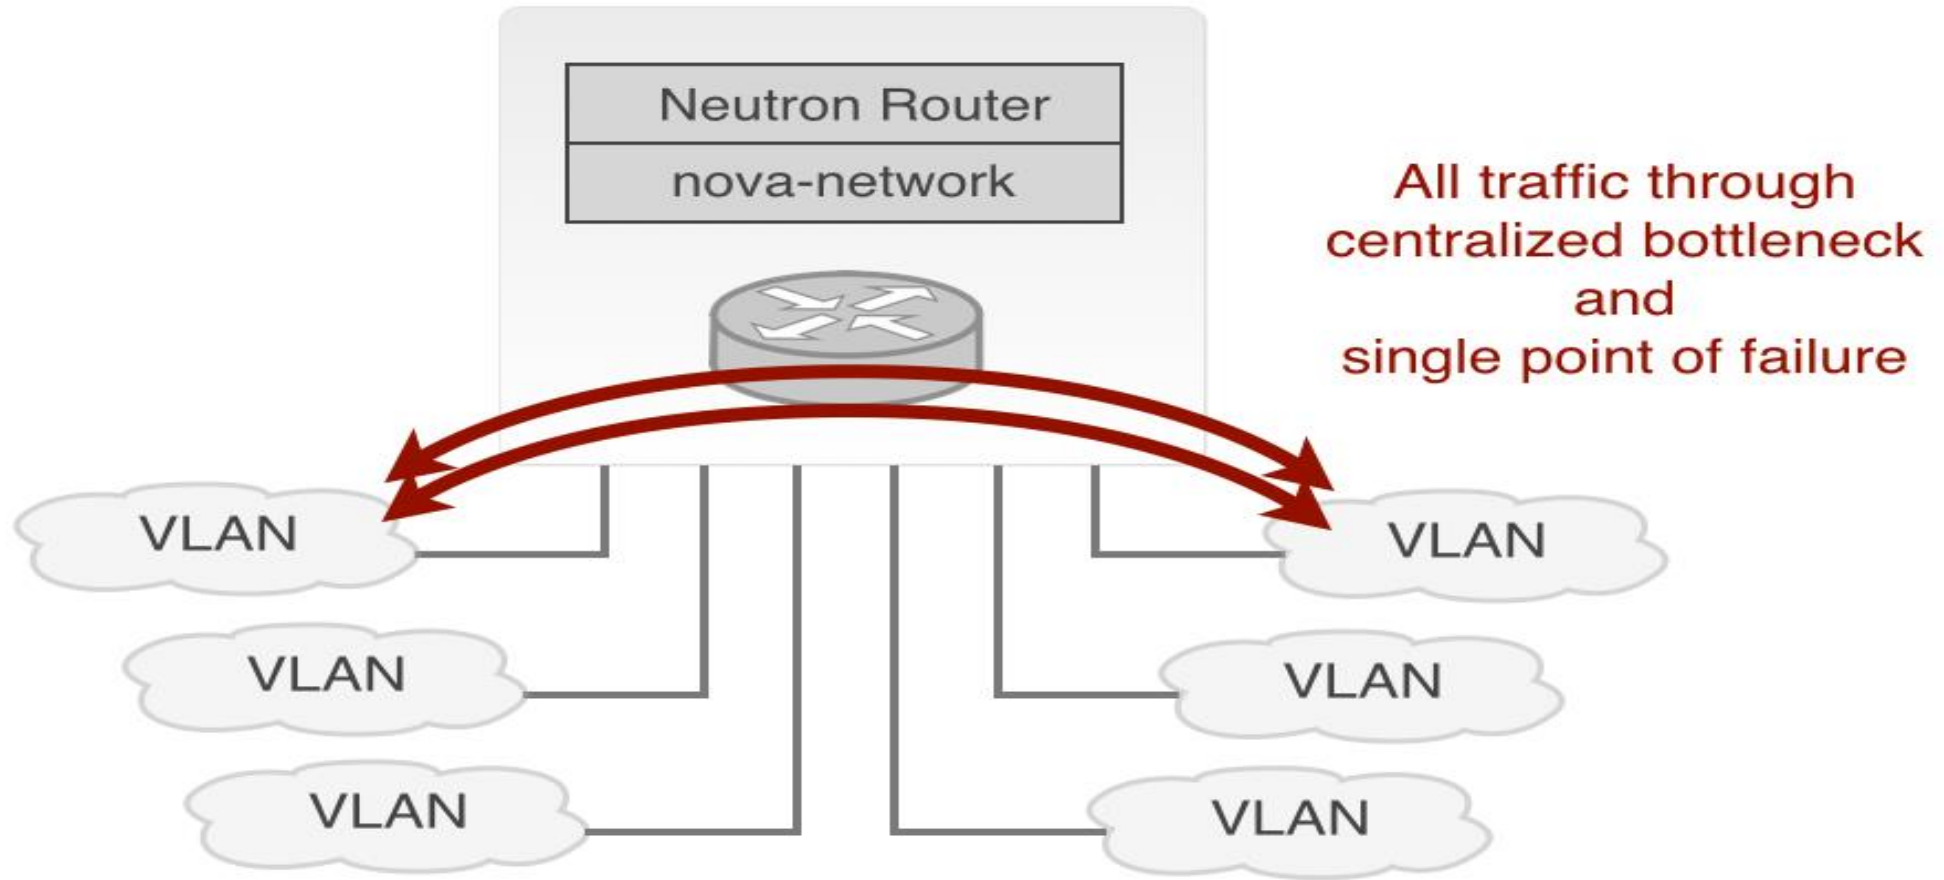 Neutron Router
nova-network
All traffic through
centralized bottleneck
and
single point of failure
VLAN
VLAN
VLAN
VLAN
VLAN
VLAN